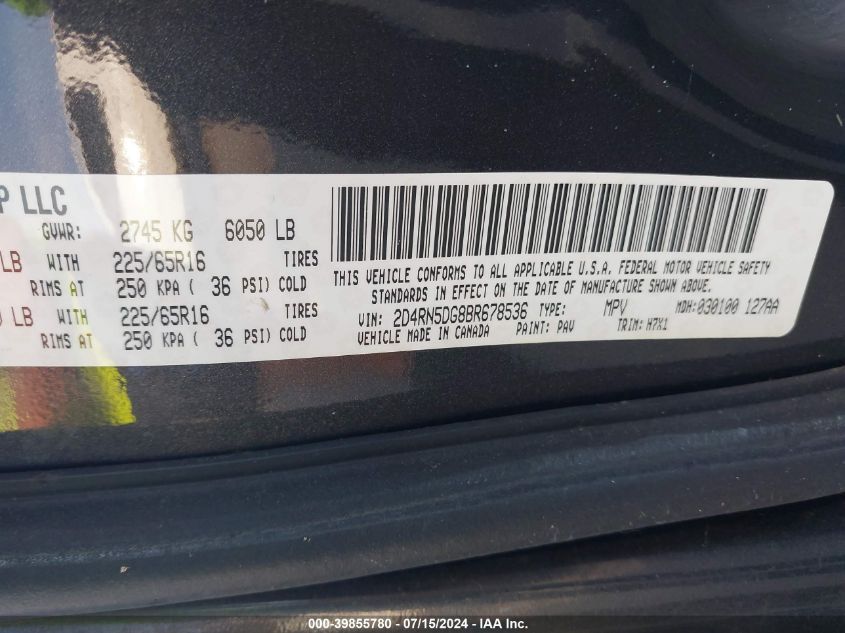 P LLC
GVWR: 2745 KG 6050 LB
LB WITH 225/65R16 TIRES
RIMS AT 250 KPA ( 36 PSI) COLD
LB WITH 225/65R16 TIRES
RIMS AT 250 KPA ( 36 PSI) COLD
THIS VEHICLE CONFORMS TO ALL APPLICABLE U.S.A. FEDERAL MOTOR VEHICLE SAFETY
STANDARDS IN EFFECT ON THE DATE OF MANUFACTURE SHOWN ABOVE.
VIN: 2D4RN5DG8BR678536 TYPE: MPV MDH:030100 127AA
VEHICLE MADE IN CANADA PAINT: PAV TRIM: H7X1
000-39855780 - 07/15/2024 - IAA Inc.